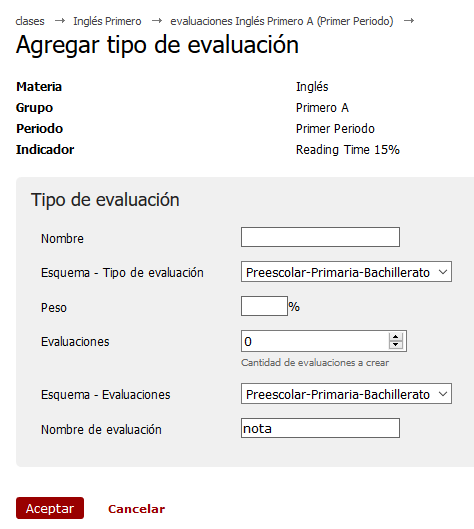 clases → Inglés Primero → evaluaciones Inglés Primero A (Primer Periodo) →
Agregar tipo de evaluación
Materia Inglés
Grupo Primero A
Periodo Primer Periodo
Indicador Reading Time 15%
Tipo de evaluación
Nombre
Esquema - Tipo de evaluación Preescolar-Primaria-Bachillerato
Peso %
Evaluaciones 0
Cantidad de evaluaciones a crear
Esquema - Evaluaciones Preescolar-Primaria-Bachillerato
Nombre de evaluación nota
Aceptar Cancelar